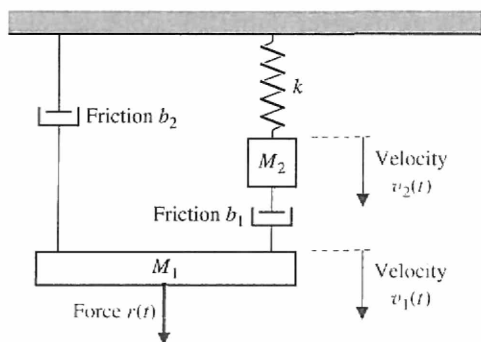 k
Friction b₂
M₂
Velocity
v₂(t)
Friction b₁
M₁
Velocity
v₁(t)
Force r(t)